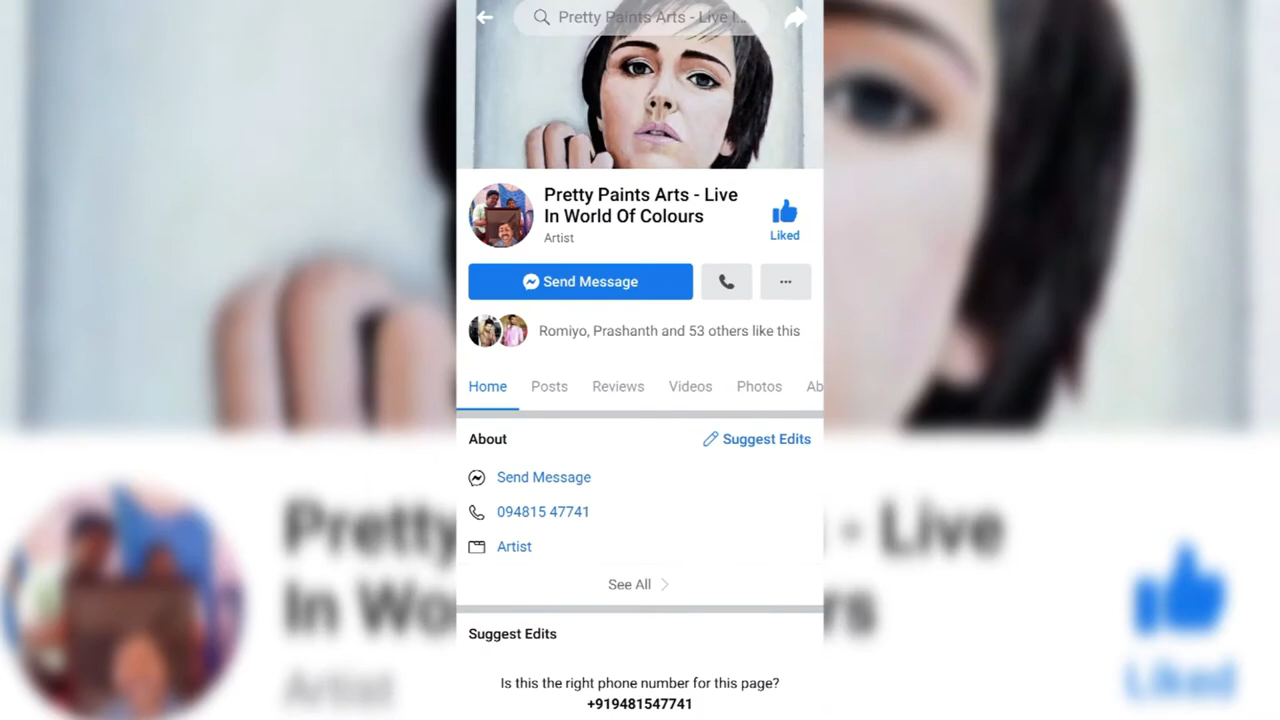 Pretty Paints Arts - Live I...
Pretty Paints Arts - Live
In World Of Colours
Artist
Liked
Send Message
Romiyo, Prashanth and 53 others like this
Home Posts Reviews Videos Photos Ab
About
Suggest Edits
Send Message
094815 47741
Artist
See All
Suggest Edits
Is this the right phone number for this page?
+919481547741
Pretty - Live
In Wo rs
Artist
Liked